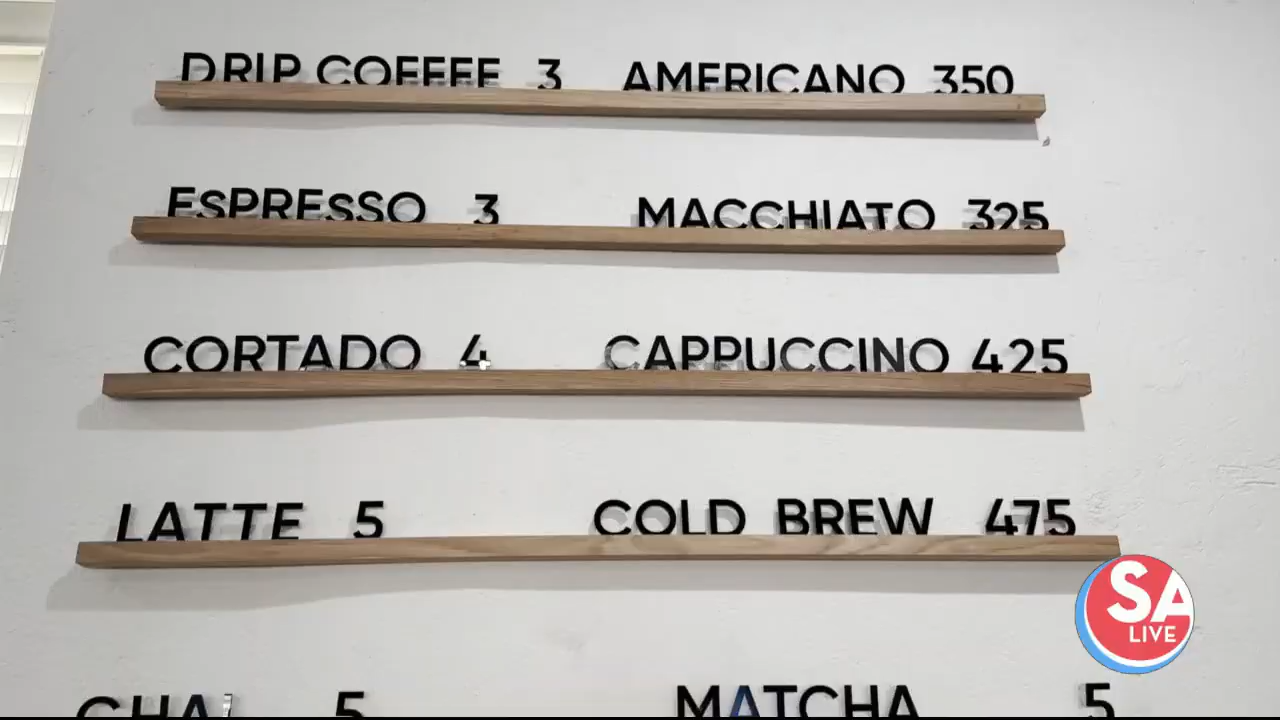 DRIP COFFEE 3 AMERICANO 350
ESPRESSO 3 MACCHIATO 325
CORTADO 4 CAPPUCCINO 425
LATTE 5 COLD BREW 475
CHAI 5 MATCHA 5
SA
LIVE